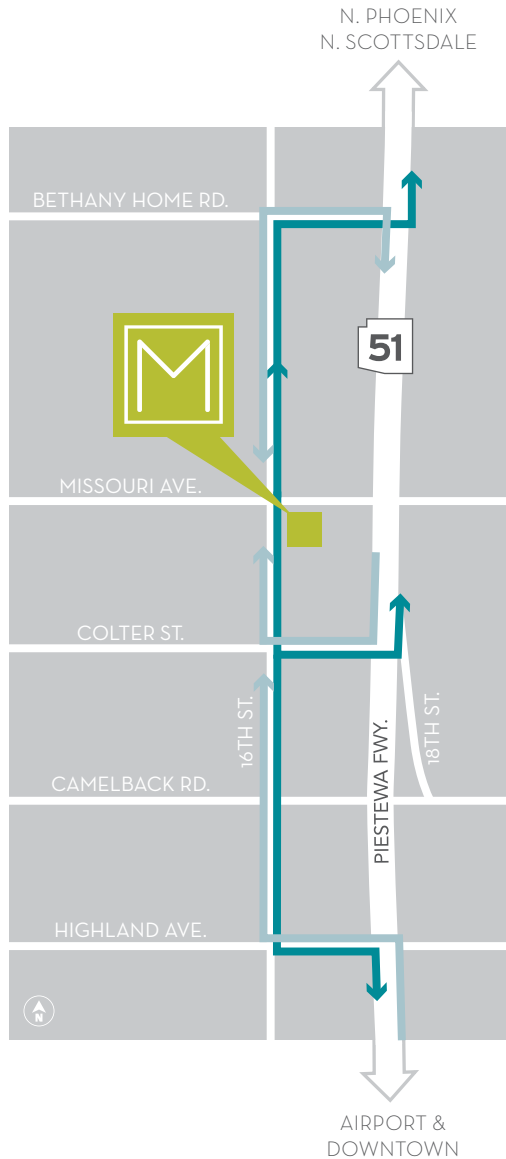 N. PHOENIX
N. SCOTTSDALE
BETHANY HOME RD.
51
M
MISSOURI AVE.
COLTER ST.
16TH ST.
18TH ST.
PIESTEWA FWY.
CAMELBACK RD.
HIGHLAND AVE.
N
AIRPORT &
DOWNTOWN